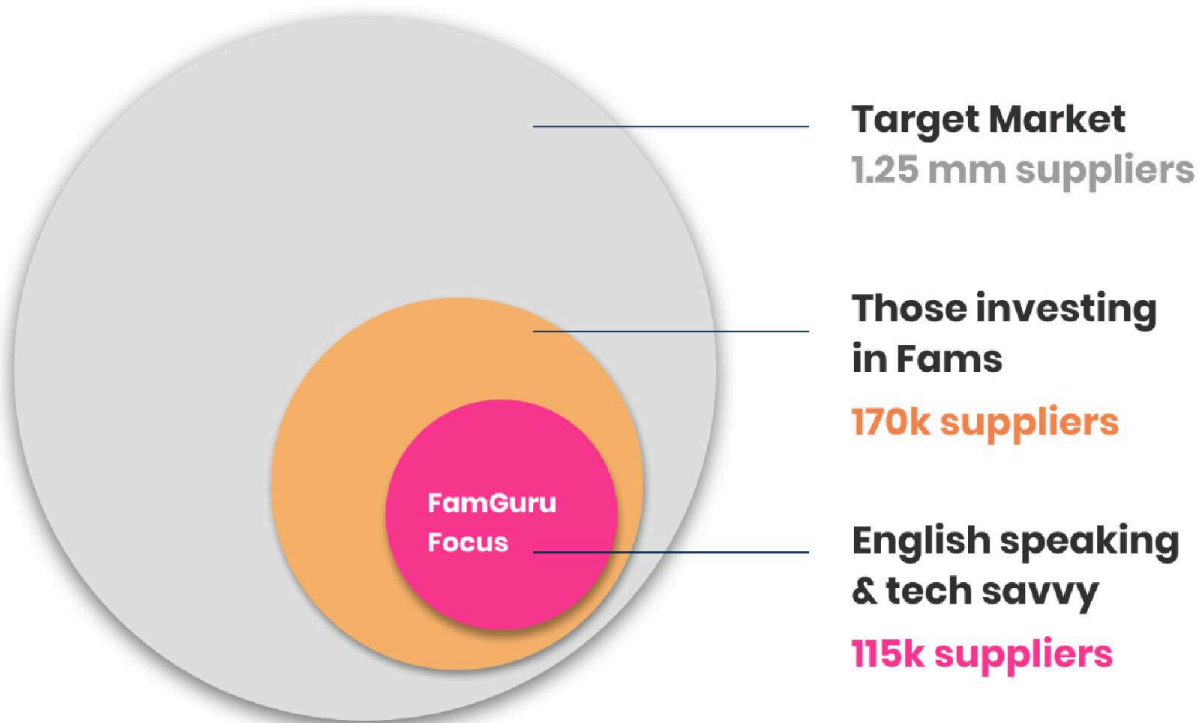 Target Market
1.25 mm suppliers
Those investing
in Fams
170k suppliers
FamGuru
Focus
English speaking
& tech savvy
115k suppliers